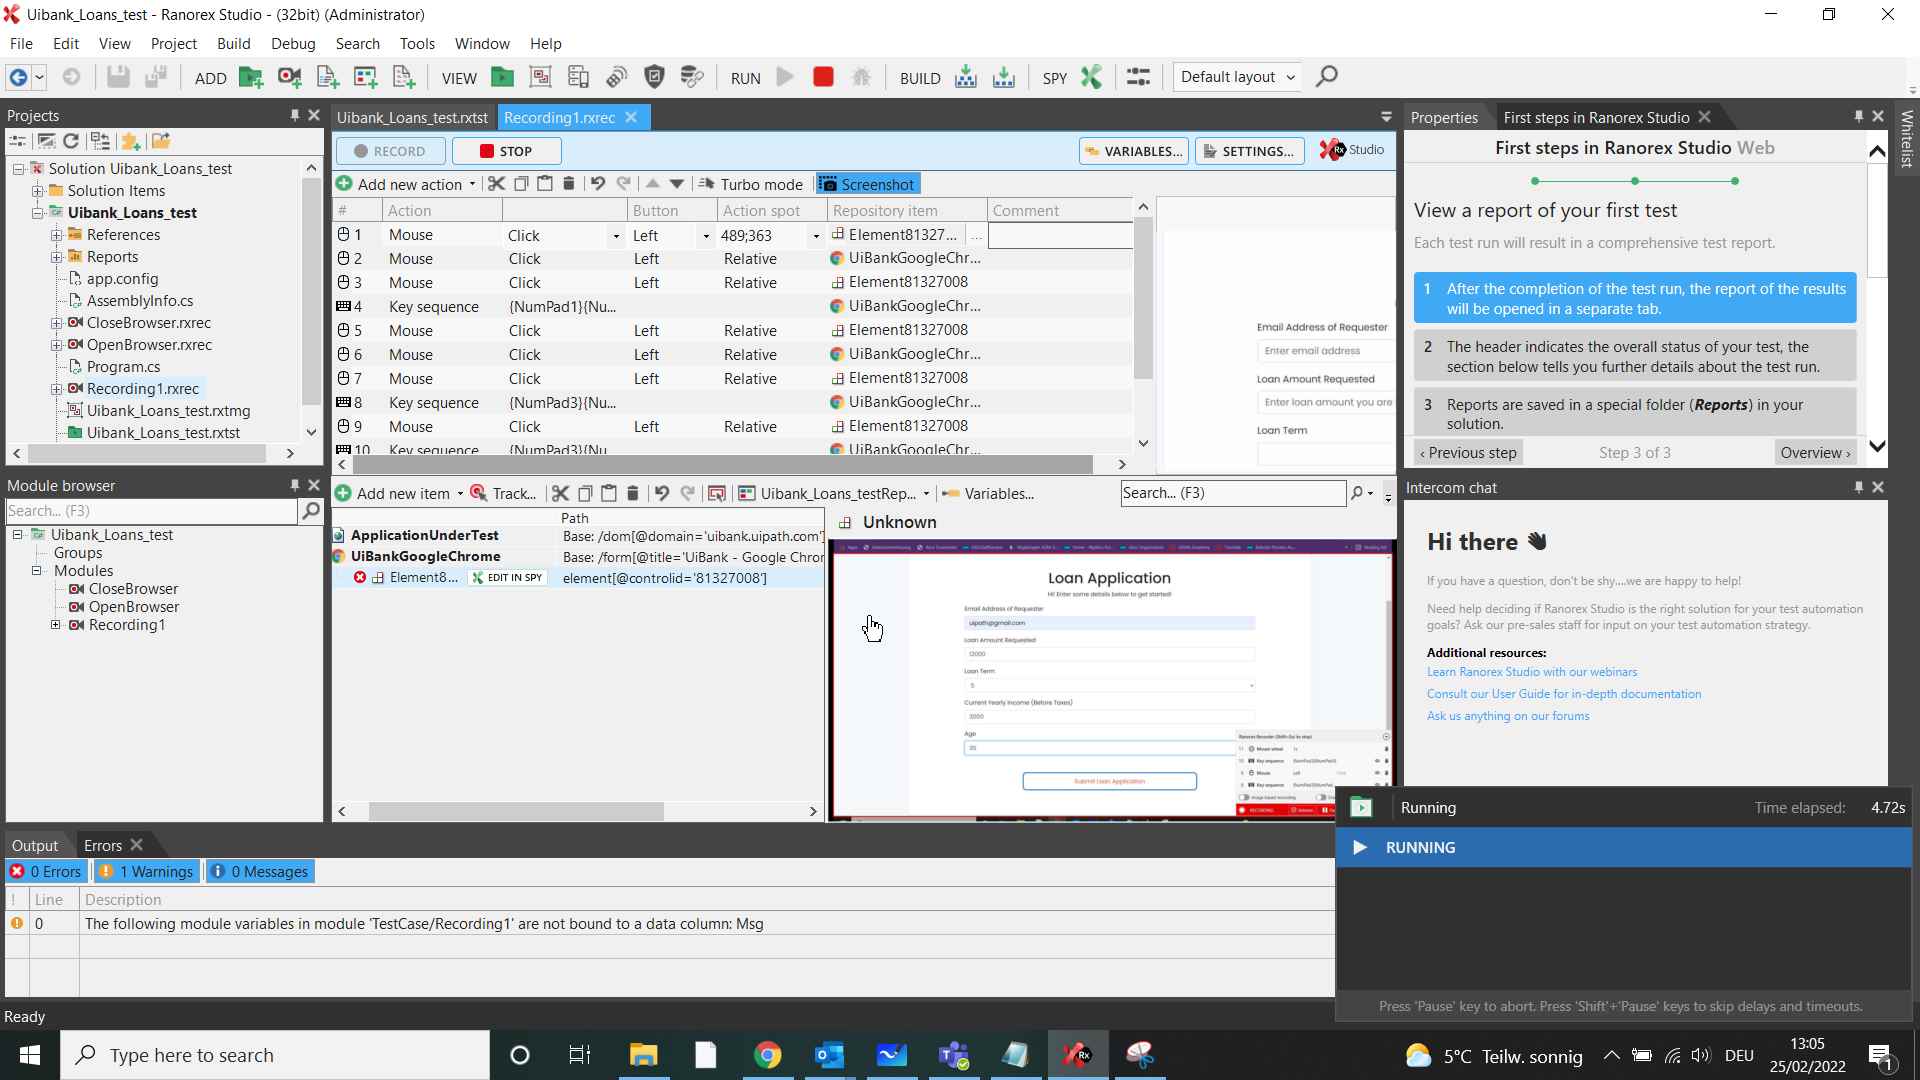 Uibank_Loans_test - Ranorex Studio - (32bit) (Administrator)
File Edit View Project Build Debug Search Tools Window Help
ADD VIEW RUN BUILD SPY Default layout
Projects
Solution Uibank_Loans_test
Solution Items
Uibank_Loans_test
References
Reports
app.config
AssemblyInfo.cs
CloseBrowser.rxrec
OpenBrowser.rxrec
Program.cs
Recording1.rxrec
Uibank_Loans_test.rxtmg
Uibank_Loans_test.rxtst
Module browser
Search... (F3)
Uibank_Loans_test
Groups
Modules
CloseBrowser
OpenBrowser
Recording1
Uibank_Loans_test.rxtst Recording1.rxrec
RECORD STOP VARIABLES... SETTINGS... Rx Studio
Add new action Turbo mode Screenshot
# Action Button Action spot Repository item Comment
1 Mouse Click Left 489;363 Element81327... ...
2 Mouse Click Left Relative UiBankGoogleChr...
3 Mouse Click Left Relative Element81327008
4 Key sequence {NumPad1}{Nu... UiBankGoogleChr...
5 Mouse Click Left Relative Element81327008
6 Mouse Click Left Relative UiBankGoogleChr...
7 Mouse Click Left Relative Element81327008
8 Key sequence {NumPad3}{Nu... UiBankGoogleChr...
9 Mouse Click Left Relative Element81327008
10 Key sequence {NumPad3}{Nu... UiBankGoogleChr...
Email Address of Requester
Enter email address
Loan Amount Requested
Enter loan amount you are
Loan Term
Add new item Track... Uibank_Loans_testRep... Variables... Search... (F3)
Path
ApplicationUnderTest Base: /dom[@domain='uibank.uipath.com']
UiBankGoogleChrome Base: /form[@title='UiBank - Google Chror
Element8... EDIT IN SPY element[@controlid='81327008']
Unknown
Loan Application
Hi! Enter some details below to get started!
Email Address of Requester
uipath@gmail.com
Loan Amount Requested
12000
Loan Term
5
Current Yearly Income (Before Taxes)
Age
Submit Loan Application
Properties First steps in Ranorex Studio
First steps in Ranorex Studio Web
View a report of your first test
Each test run will result in a comprehensive test report.
1 After the completion of the test run, the report of the results
will be opened in a separate tab.
2 The header indicates the overall status of your test, the
section below tells you further details about the test run.
3 Reports are saved in a special folder (Reports) in your
solution.
‹ Previous step Step 3 of 3 Overview ›
Whitelist
Intercom chat
Hi there
If you have a question, don't be shy....we are happy to help!
Need help deciding if Ranorex Studio is the right solution for your test automation
goals? Ask our pre-sales staff for input on your test automation strategy.
Additional resources:
Learn Ranorex Studio with our webinars
Consult our User Guide for in-depth documentation
Ask us anything on our forums
Running Time elapsed: 4.72s
RUNNING
Press 'Pause' key to abort. Press 'Shift'+'Pause' keys to skip delays and timeouts.
Output Errors
0 Errors 1 Warnings 0 Messages
! Line Description
0 The following module variables in module 'TestCase/Recording1' are not bound to a data column: Msg
Ready
Type here to search
Rx
5°C Teilw. sonnig DEU 13:05
25/02/2022
1